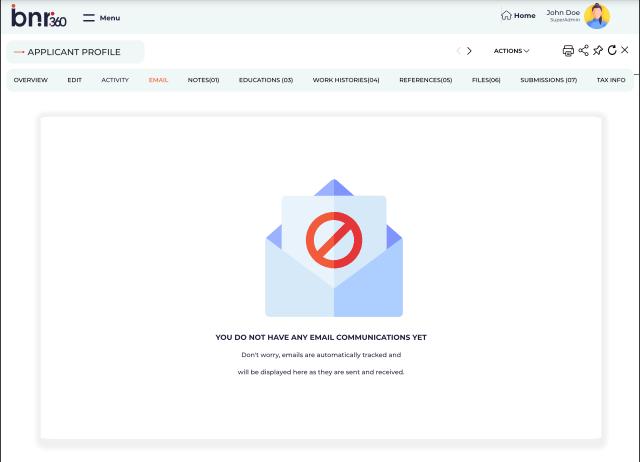 bnr360
Menu
Home
John Doe
SuperAdmin
APPLICANT PROFILE
ACTIONS
OVERVIEW EDIT ACTIVITY EMAIL NOTES(01) EDUCATIONS (03) WORK HISTORIES(04) REFERENCES(05) FILES(06) SUBMISSIONS (07) TAX INFO
YOU DO NOT HAVE ANY EMAIL COMMUNICATIONS YET
Don't worry, emails are automatically tracked and
will be displayed here as they are sent and received.